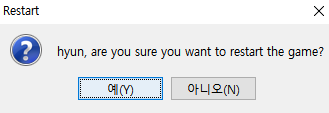 Restart
hyun, are you sure you want to restart the game?
예(Y)
아니오(N)